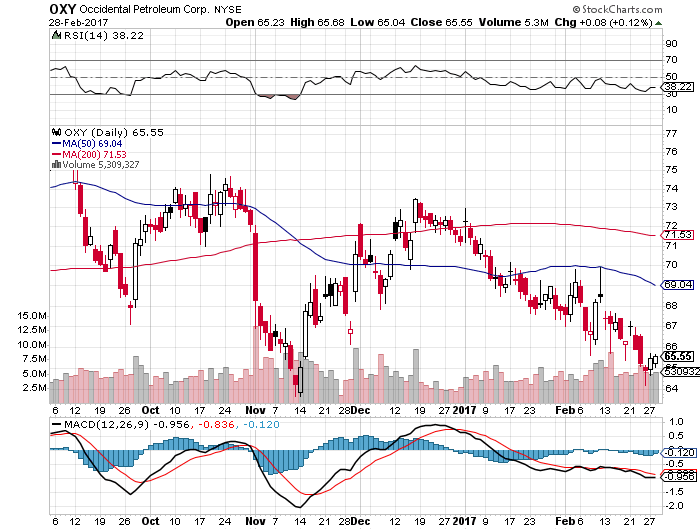 OXY Occidental Petroleum Corp. NYSE © StockCharts.com
28-Feb-2017 Open 65.23 High 65.68 Low 65.04 Close 65.55 Volume 5.3M Chg +0.08 (+0.12%)
RSI(14) 38.22
90
70
50
38.22
30
10
OXY (Daily) 65.55
MA(50) 69.04
MA(200) 71.53
Volume 5,309,327
77
76
75
74
73
72
71.53
71
70
69.04
68
67
66
65.55
5309327
65
64
15.0M
12.5M
10.0M
7.5M
5.0M
2.5M
6 12 19 26 Oct 10 17 24 Nov 7 14 21 28 Dec 12 19 27 2017 9 17 23 Feb 6 13 21 27
MACD(12,26,9) -0.956, -0.836, -0.120
1.0
0.5
-0.120
-0.5
-0.956
-1.5
-2.0
6 12 19 26 Oct 10 17 24 Nov 7 14 21 28 Dec 12 19 27 2017 9 17 23 Feb 6 13 21 27